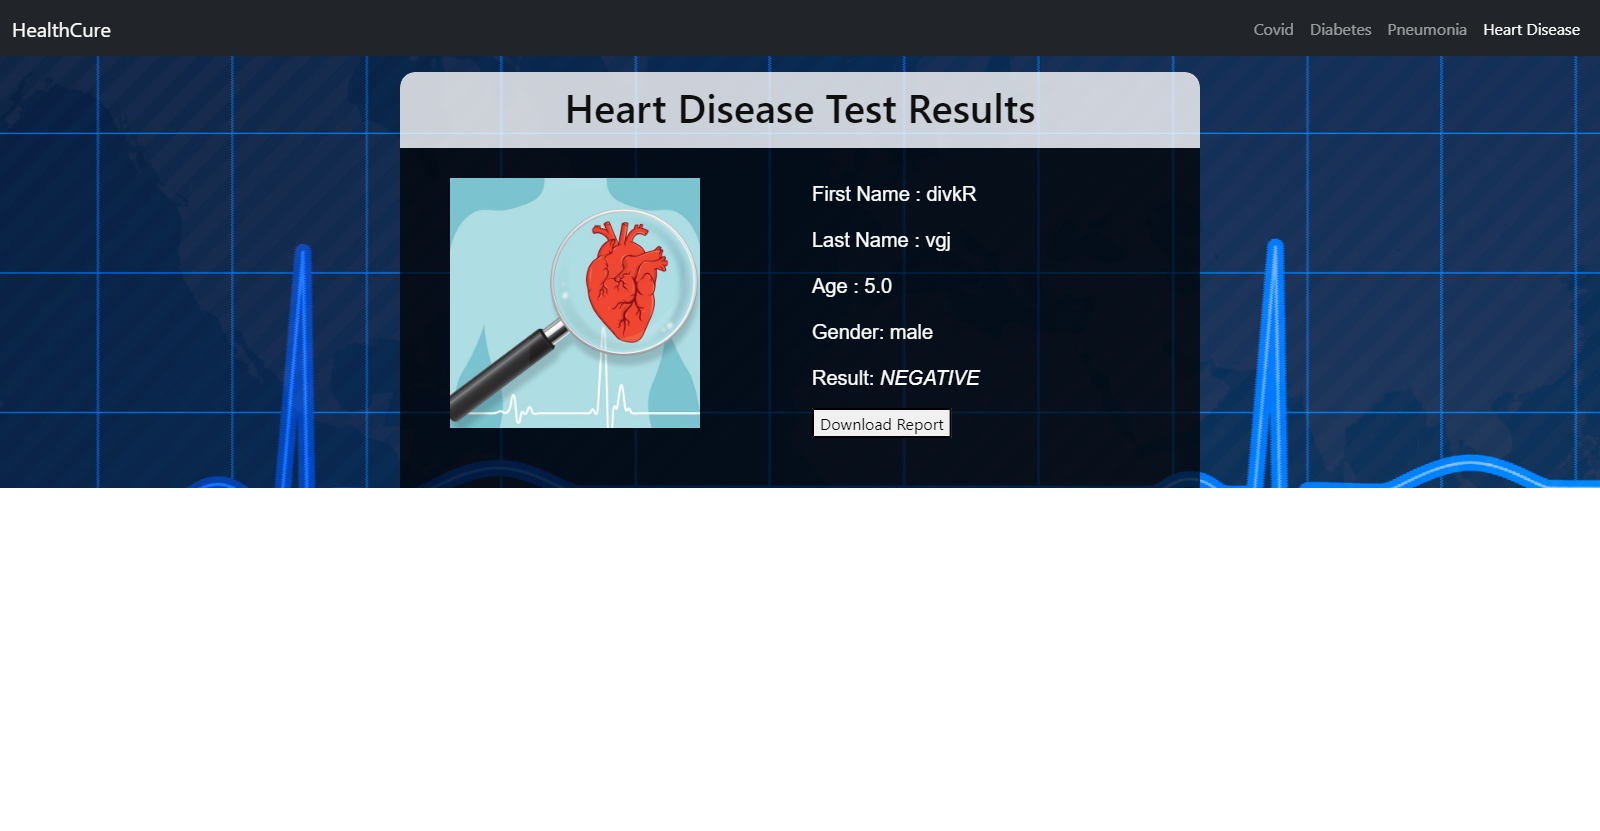 HealthCure
Covid Diabetes Pneumonia Heart Disease
Heart Disease Test Results
First Name : divkR
Last Name : vgj
Age : 5.0
Gender: male
Result: NEGATIVE
Download Report